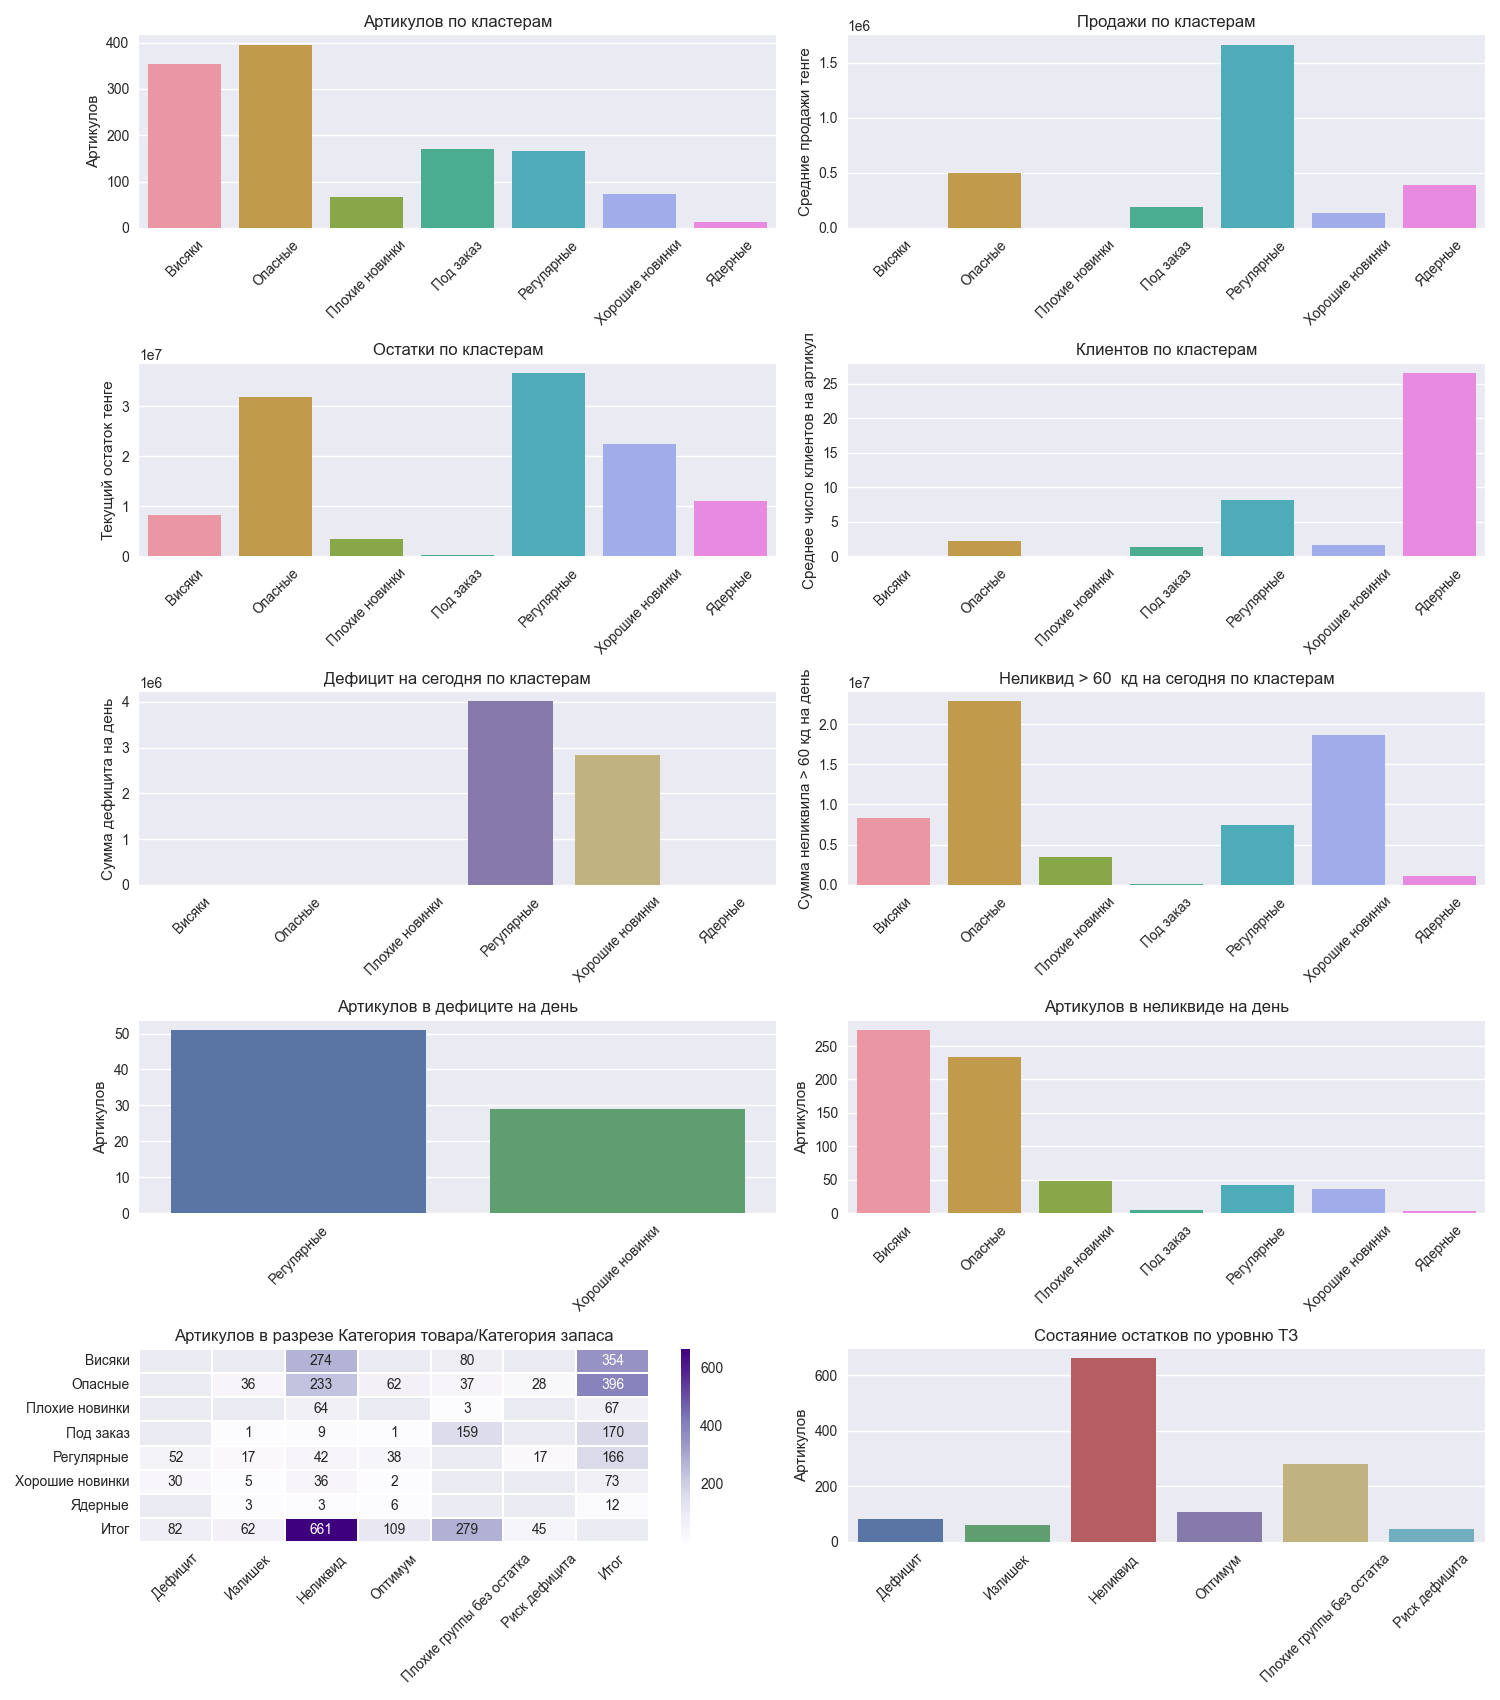 Артикулов по кластерам
Артикулов
400
300
200
100
0
Висяки
Опасные
Плохие новинки
Под заказ
Регулярные
Хорошие новинки
Ядерные
Продажи по кластерам
1e6
Средние продажи тенге
1.5
1.0
0.5
0.0
Висяки
Опасные
Плохие новинки
Под заказ
Регулярные
Хорошие новинки
Ядерные
Остатки по кластерам
1e7
Текущий остаток тенге
3
2
1
0
Висяки
Опасные
Плохие новинки
Под заказ
Регулярные
Хорошие новинки
Ядерные
Клиентов по кластерам
Среднее число клиентов на артикул
25
20
15
10
5
0
Висяки
Опасные
Плохие новинки
Под заказ
Регулярные
Хорошие новинки
Ядерные
Дефицит на сегодня по кластерам
1e6
Сумма дефицита на день
4
3
2
1
0
Висяки
Опасные
Плохие новинки
Регулярные
Хорошие новинки
Ядерные
Неликвид > 60 кд на сегодня по кластерам
1e7
Сумма неликвила > 60 кд на день
2.0
1.5
1.0
0.5
0.0
Висяки
Опасные
Плохие новинки
Под заказ
Регулярные
Хорошие новинки
Ядерные
Артикулов в дефиците на день
Артикулов
50
40
30
20
10
0
Регулярные
Хорошие новинки
Артикулов в неликвиде на день
Артикулов
250
200
150
100
50
0
Висяки
Опасные
Плохие новинки
Под заказ
Регулярные
Хорошие новинки
Ядерные
Артикулов в разрезе Категория товара/Категория запаса
Висяки 274 80 354
Опасные 36 233 62 37 28 396
Плохие новинки 64 3 67
Под заказ 1 9 1 159 170
Регулярные 52 17 42 38 17 166
Хорошие новинки 30 5 36 2 73
Ядерные 3 3 6 12
Итог 82 62 661 109 279 45
Дефицит
Излишек
Неликвид
Оптимум
Плохие группы без остатка
Риск дефицита
Итог
600
400
200
Состаяние остатков по уровню ТЗ
Артикулов
600
400
200
0
Дефицит
Излишек
Неликвид
Оптимум
Плохие группы без остатка
Риск дефицита